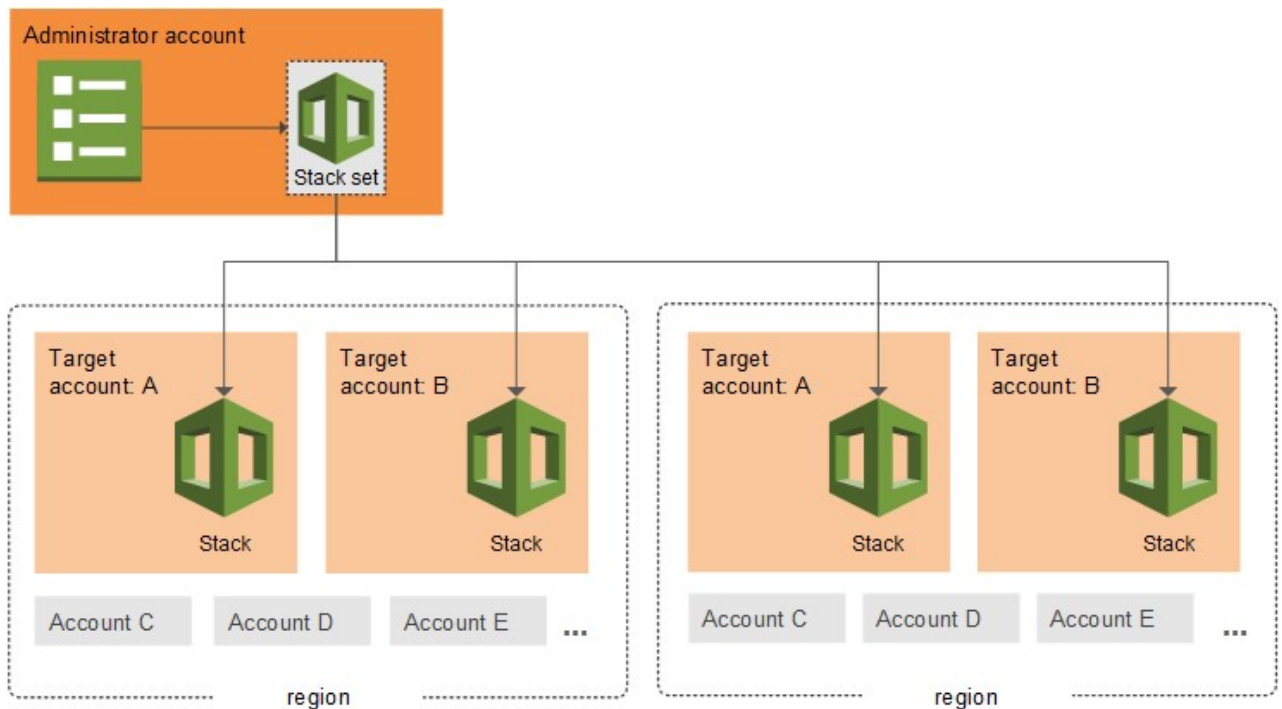 Administrator account
Stack set
Target
account: A
Stack
Target
account: B
Stack
Account C
Account D
Account E
...
region
Target
account: A
Stack
Target
account: B
Stack
Account C
Account D
Account E
...
region